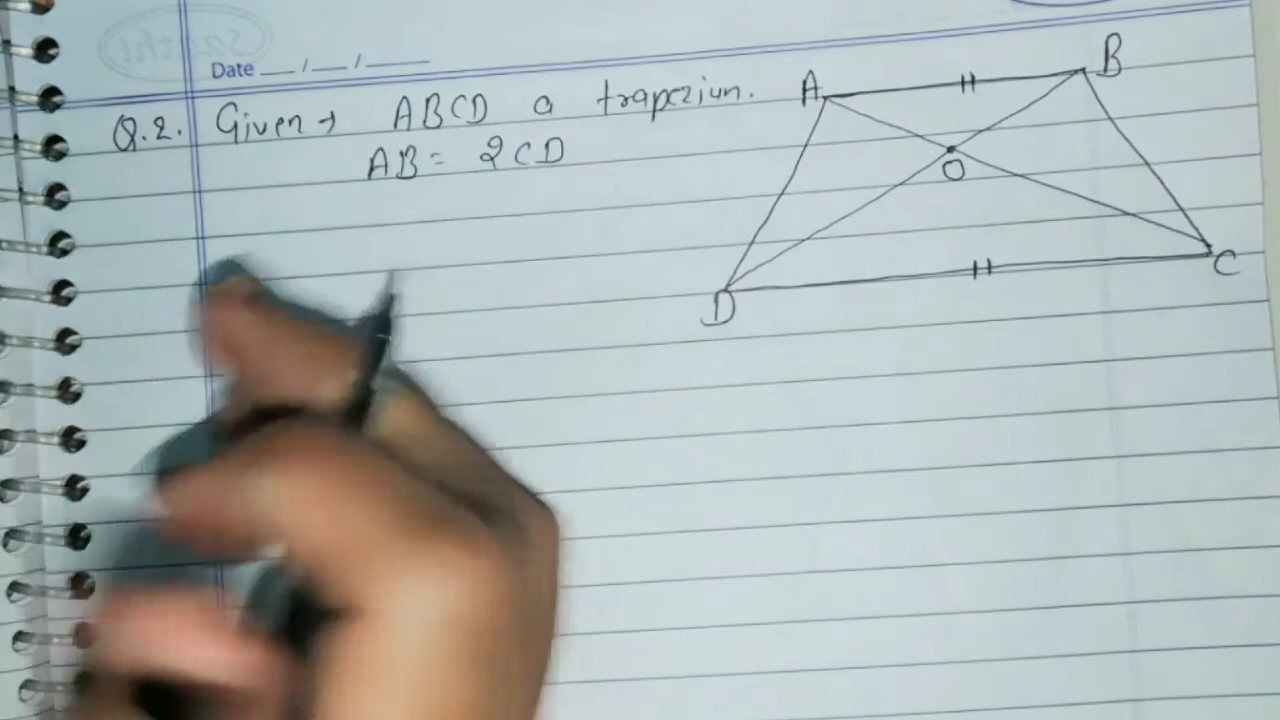 Date __/__/____
Q.2. Given → ABCD a trapezium.
AB = 2CD
A
B
O
D
C